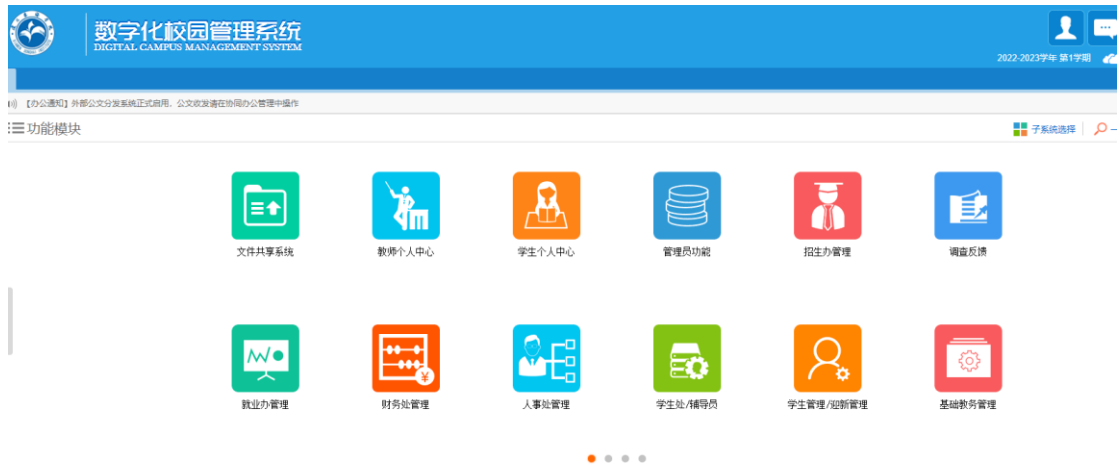 数字化校园管理系统
DIGITAL CAMPUS MANAGEMENT SYSTEM
2022-2023学年 第1学期
【办公通知】外部公文分发系统正式启用，公文收发请在协同办公管理中操作
功能模块
子系统选择
文件共享系统 教师个人中心 学生个人中心 管理员功能 招生办管理 调查反馈
就业办管理 财务处管理 人事处管理 学生处/辅导员 学生管理/迎新管理 基础教务管理